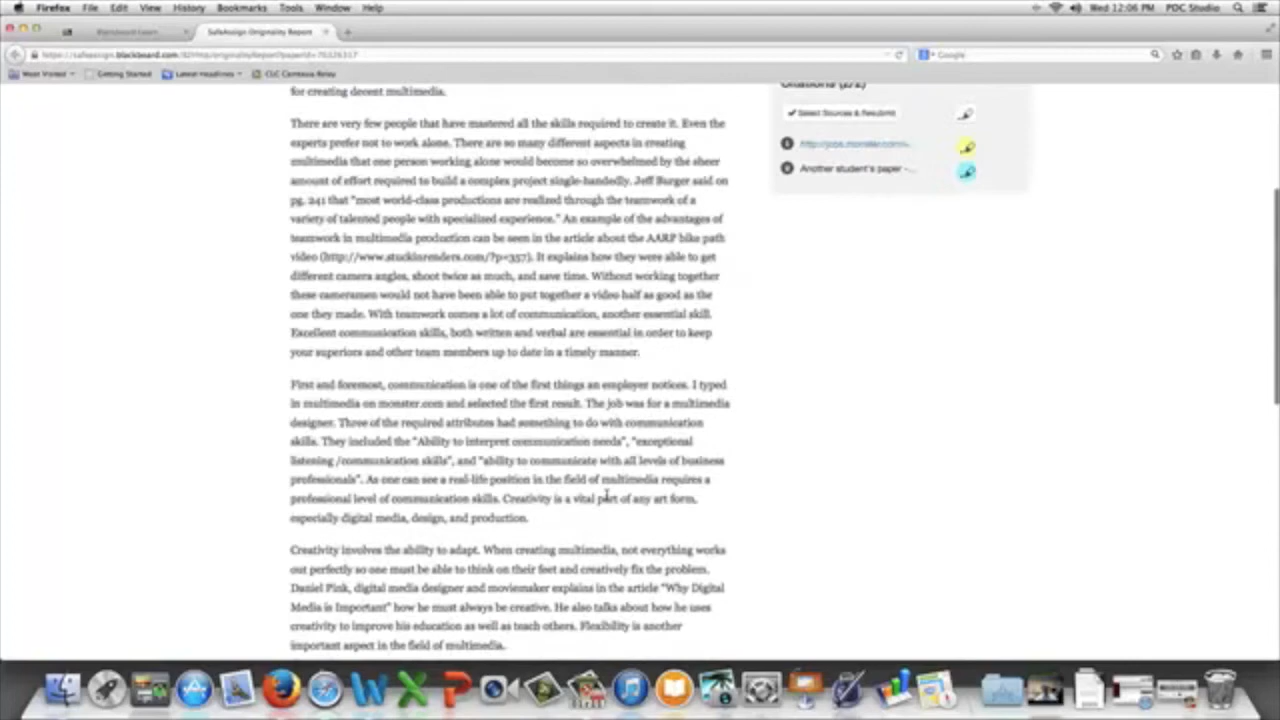 Firefox File Edit View History Bookmarks Tools Window Help
Wed 12:06 PM PDC Studio
Blackboard Learn
SafeAssign Originality Report
Google
Most Visited
Getting Started
Latest Headlines
for creating decent multimedia.
There are very few people that have mastered all the skills required to create it. Even the
experts prefer not to work alone. There are so many different aspects in creating
multimedia that one person working alone would become so overwhelmed by the sheer
amount of effort required to build a complex project single-handedly. Jeff Burger said on
pg. 241 that "most world-class productions are realized through the teamwork of a
variety of talented people with specialized experience." An example of the advantages of
teamwork in multimedia production can be seen in the article about the AARP bike path
video (http://www.stuckinrenders.com/?p=357). It explains how they were able to get
different camera angles, shoot twice as much, and save time. Without working together
these cameramen would not have been able to put together a video half as good as the
one they made. With teamwork comes a lot of communication, another essential skill.
Excellent communication skills, both written and verbal are essential in order to keep
your superiors and other team members up to date in a timely manner.
First and foremost, communication is one of the first things an employer notices. I typed
in multimedia on monster.com and selected the first result. The job was for a multimedia
designer. Three of the required attributes had something to do with communication
skills. They included the "Ability to interpret communication needs", "exceptional
listening /communication skills", and "ability to communicate with all levels of business
professionals". As one can see a real-life position in the field of multimedia requires a
professional level of communication skills. Creativity is a vital part of any art form,
especially digital media, design, and production.
Creativity involves the ability to adapt. When creating multimedia, not everything works
out perfectly so one must be able to think on their feet and creatively fix the problem.
Daniel Pink, digital media designer and moviemaker explains in the article "Why Digital
Media is Important" how he must always be creative. He also talks about how he uses
creativity to improve his education as well as teach others. Flexibility is another
important aspect in the field of multimedia.
Citations (2/2)
Select Sources & Resubmit
1 http://jobs.monster.com/v-...
2 Another student's paper -...